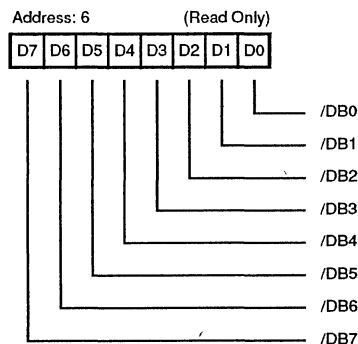 Address: 6 (Read Only)
D7 D6 D5 D4 D3 D2 D1 D0
/DB0
/DB1
/DB2
/DB3
/DB4
/DB5
/DB6
/DB7